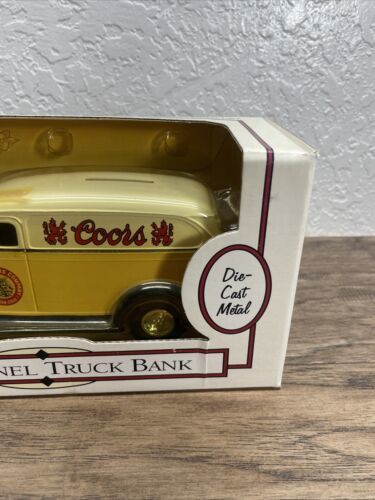 Coors
Die-
Cast
Metal
NEL TRUCK BANK